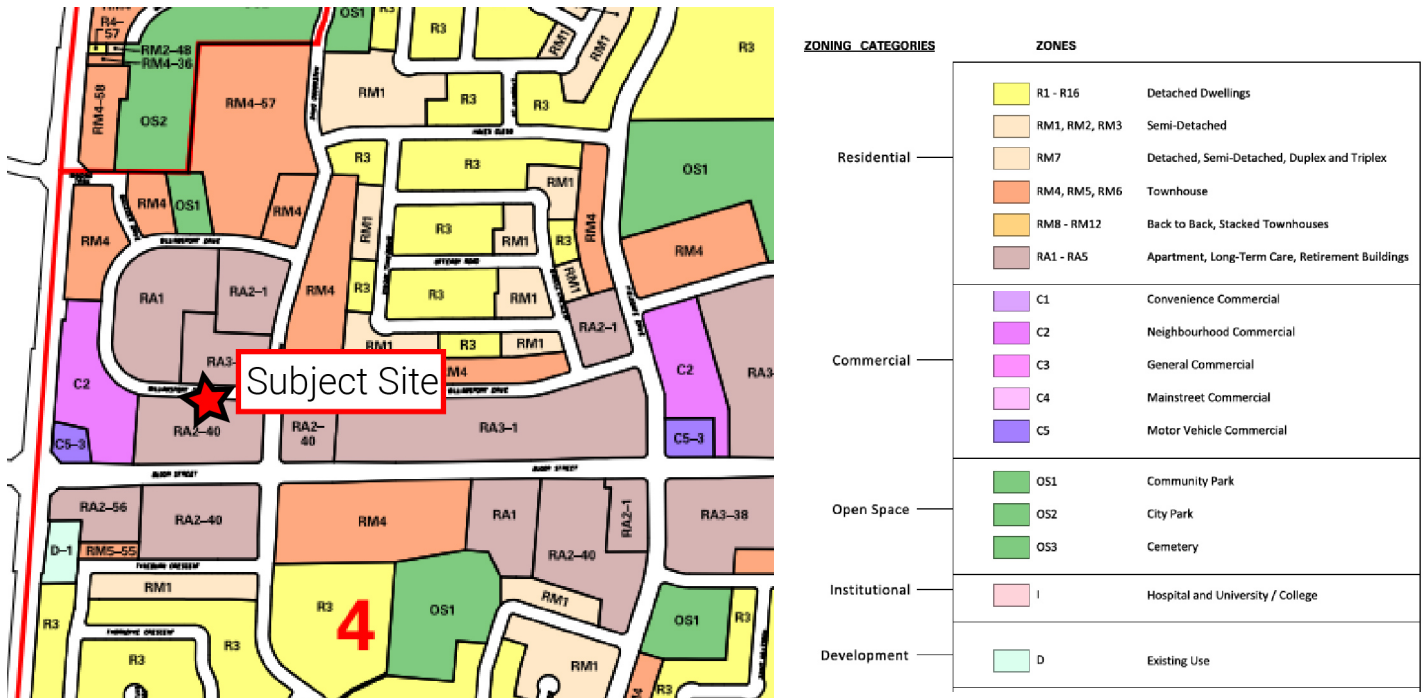 R4–
57
RM2–48
RM4–36
RM4–58
OS2
RM4–57
OS1
R3
R3
RM1
RM1
R3
RM1
R3
R3
R3
R3
RM1
RM4
OS1
RM4
OS1
RM4
RM4
RM1
R3
RM1
R3
RM1
RM4
RM4
R3
R3
RM1
RM1
RA1
RA2–1
RA3–
RA2–1
RM1
R3
RM1
RM4
C2
C2
RA3–
Subject Site
RA2–40
RA2–
40
RA3–1
C5–3
C5–3
BLOOR STREET
BLOOR STREET
RA2–56
RA2–40
RM4
RA1
RA2–1
RA3–38
RA2–40
D–1
RM5–55
RM1
R3
4
OS1
RM1
OS1
R3
R3
R3
R3
RM1
RM4
R3
ZONING CATEGORIES
ZONES
Residential
R1 - R16 Detached Dwellings
RM1, RM2, RM3 Semi-Detached
RM7 Detached, Semi-Detached, Duplex and Triplex
RM4, RM5, RM6 Townhouse
RM8 - RM12 Back to Back, Stacked Townhouses
RA1 - RA5 Apartment, Long-Term Care, Retirement Buildings
Commercial
C1 Convenience Commercial
C2 Neighbourhood Commercial
C3 General Commercial
C4 Mainstreet Commercial
C5 Motor Vehicle Commercial
Open Space
OS1 Community Park
OS2 City Park
OS3 Cemetery
Institutional
I Hospital and University / College
Development
D Existing Use